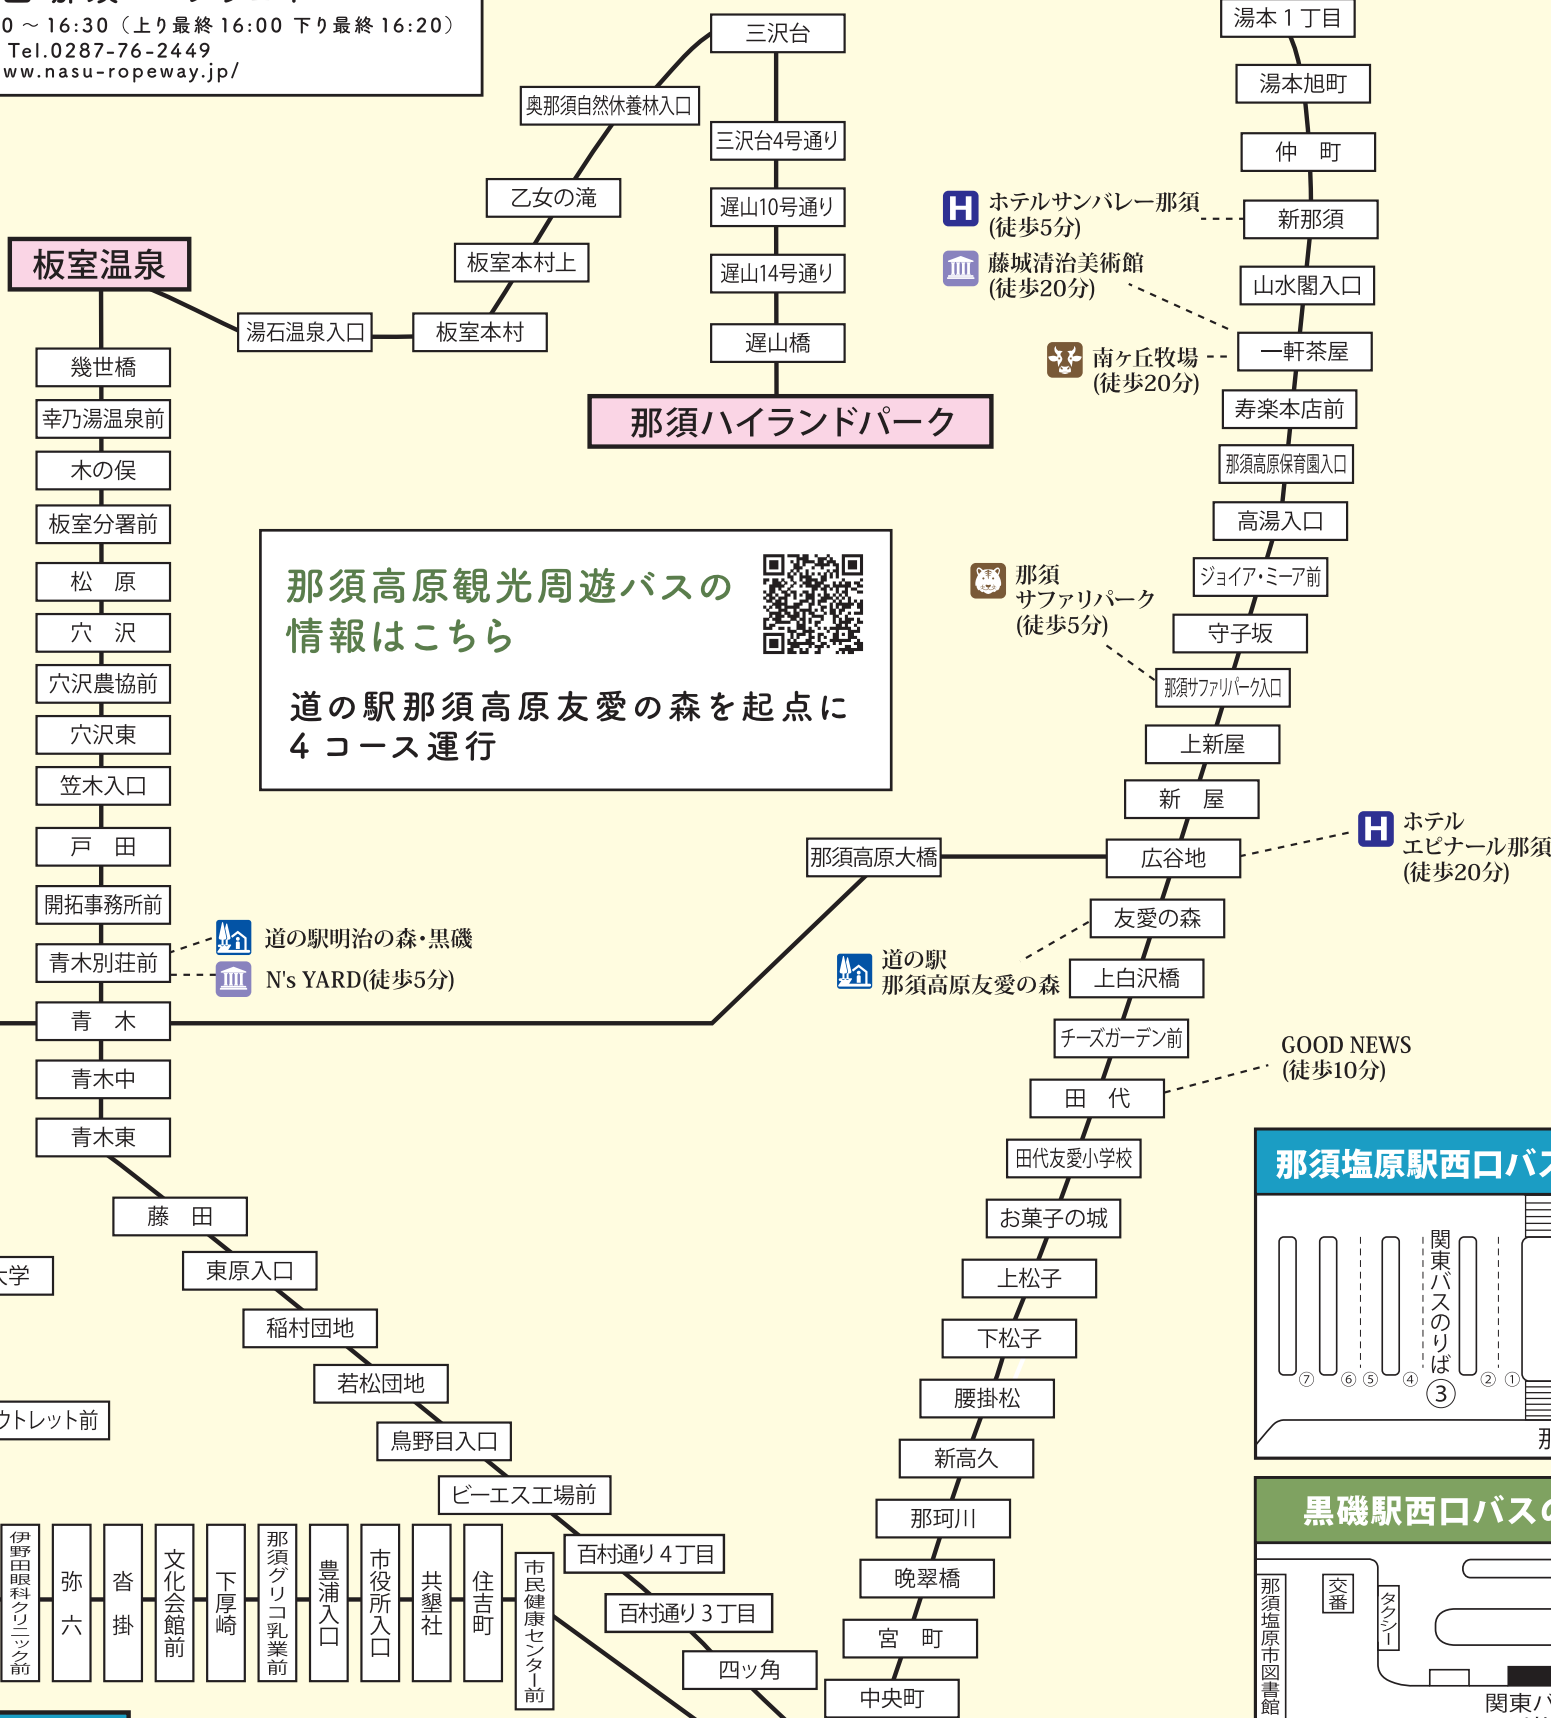 0 ～ 16:30（上り最終 16:00 下り最終 16:20）
Tel.0287-76-2449
ww.nasu-ropeway.jp/
三沢台
奥那須自然休養林入口
三沢台4号通り
乙女の滝
遅山10号通り
板室本村上
遅山14号通り
板室温泉
湯石温泉入口
板室本村
遅山橋
那須ハイランドパーク
幾世橋
幸乃湯温泉前
木の俣
板室分署前
松　原
穴　沢
穴沢農協前
穴沢東
笠木入口
戸　田
開拓事務所前
青木別荘前
青　木
青木中
青木東
道の駅明治の森・黒磯
N's YARD(徒歩5分)
那須高原観光周遊バスの
情報はこちら
道の駅那須高原友愛の森を起点に
4 コース運行
湯本１丁目
湯本旭町
仲　町
新那須
山水閣入口
一軒茶屋
寿楽本店前
那須高原保育園入口
高湯入口
ジョイア・ミーア前
守子坂
那須サファリパーク入口
上新屋
新　屋
広谷地
那須高原大橋
友愛の森
上白沢橋
チーズガーデン前
田　代
田代友愛小学校
お菓子の城
上松子
下松子
腰掛松
新高久
那珂川
晩翠橋
宮　町
中央町
ホテルサンバレー那須
(徒歩5分)
藤城清治美術館
(徒歩20分)
南ヶ丘牧場
(徒歩20分)
那須
サファリパーク
(徒歩5分)
ホテル
エピナール那須
(徒歩20分)
道の駅
那須高原友愛の森
GOOD NEWS
(徒歩10分)
藤　田
東原入口
稲村団地
若松団地
鳥野目入口
ビーエス工場前
百村通り４丁目
百村通り３丁目
四ッ角
大学
ウトレット前
伊野田眼科クリニック前
弥　六
沓　掛
文化会館前
下厚崎
那須グリコ乳業前
豊浦入口
市役所入口
共墾社
住吉町
市民健康センター前
那須塩原駅西口バス
関東バスのりば
⑦
⑥
⑤
④
③
②
①
那
黒磯駅西口バスの
那須塩原市図書館
交番
タクシー
関東バ